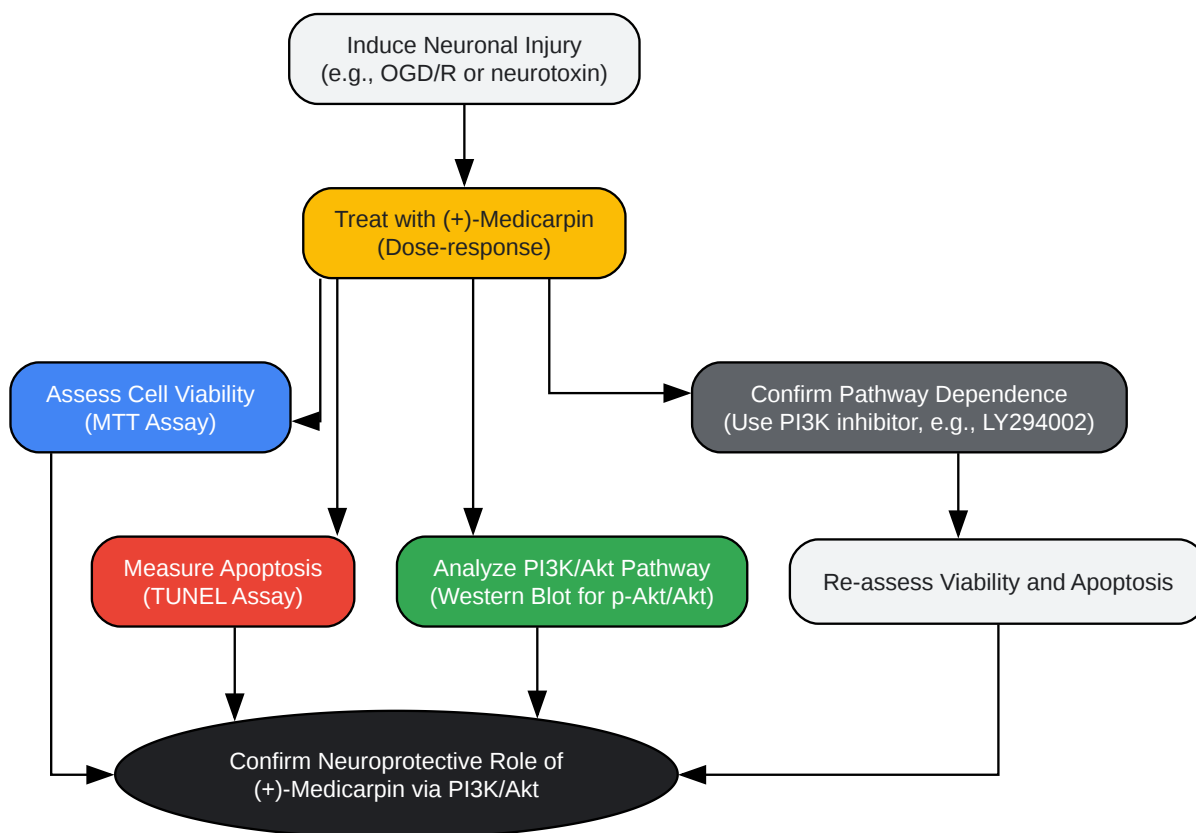 Induce Neuronal Injury
(e.g., OGD/R or neurotoxin)
Treat with (+)-Medicarpin
(Dose-response)
Assess Cell Viability
(MTT Assay)
Confirm Pathway Dependence
(Use PI3K inhibitor, e.g., LY294002)
Measure Apoptosis
(TUNEL Assay)
Analyze PI3K/Akt Pathway
(Western Blot for p-Akt/Akt)
Re-assess Viability and Apoptosis
Confirm Neuroprotective Role of
(+)-Medicarpin via PI3K/Akt